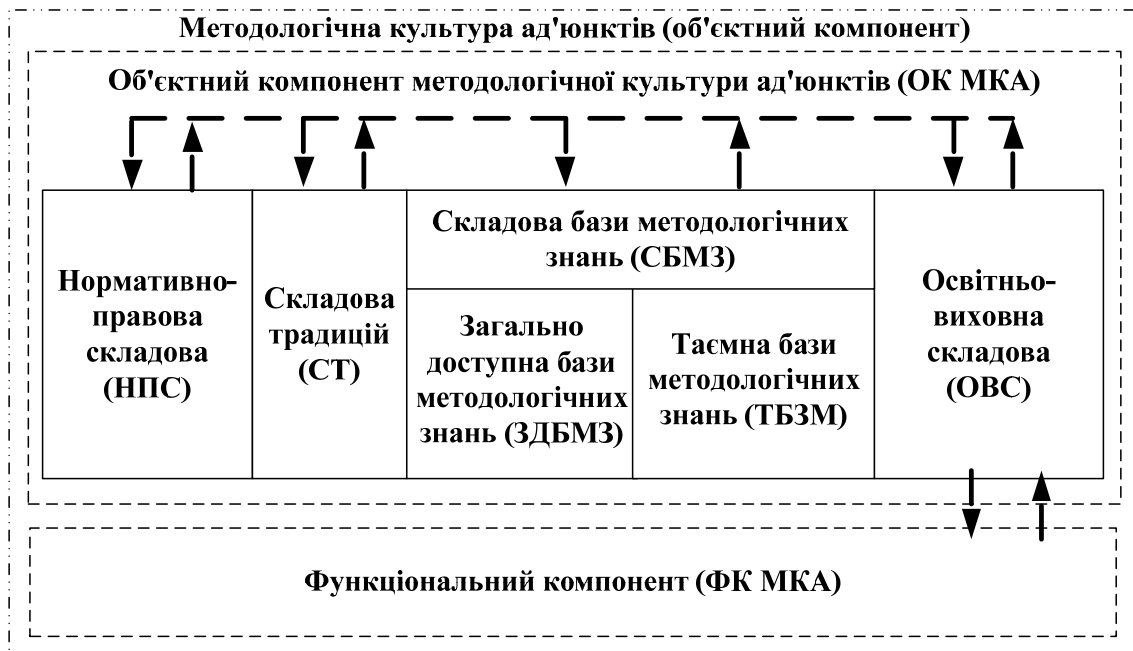 Методологічна культура ад'юнктів (об'єктний компонент)
Об'єктний компонент методологічної культури ад'юнктів (ОК МКА)
Нормативно-
правова
складова
(НПС)
Складова
традицій
(СТ)
Складова бази методологічних
знань (СБМЗ)
Загально
доступна бази
методологічних
знань (ЗДБМЗ)
Таємна бази
методологічних
знань (ТБЗМ)
Освітньо-
виховна
складова
(ОВС)
Функціональний компонент (ФК МКА)